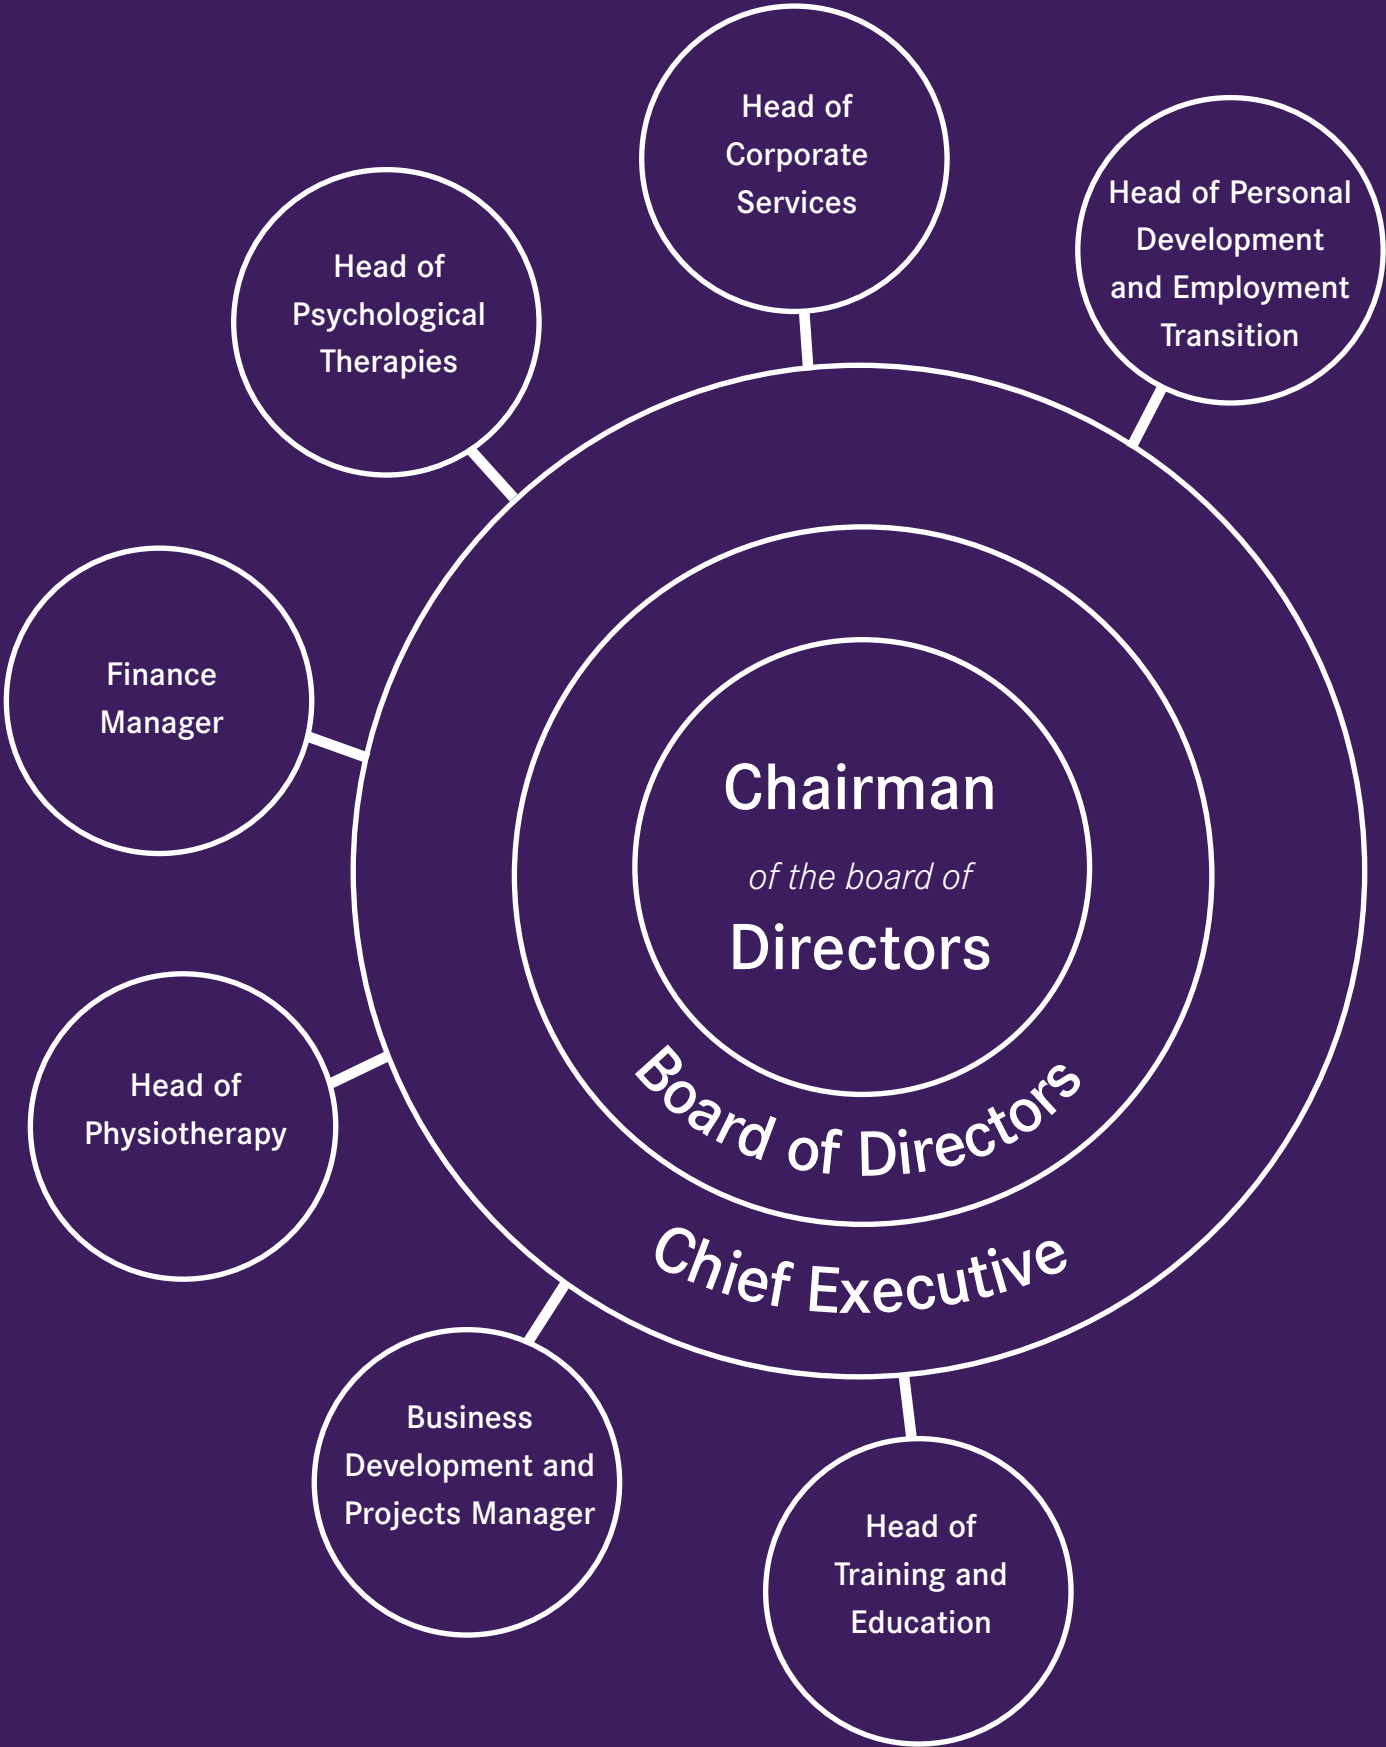 Head of
Corporate
Services
Head of Personal
Development
and Employment
Transition
Head of
Psychological
Therapies
Finance
Manager
Chairman
of the board of
Directors
Board of Directors
Chief Executive
Head of
Physiotherapy
Business
Development and
Projects Manager
Head of
Training and
Education